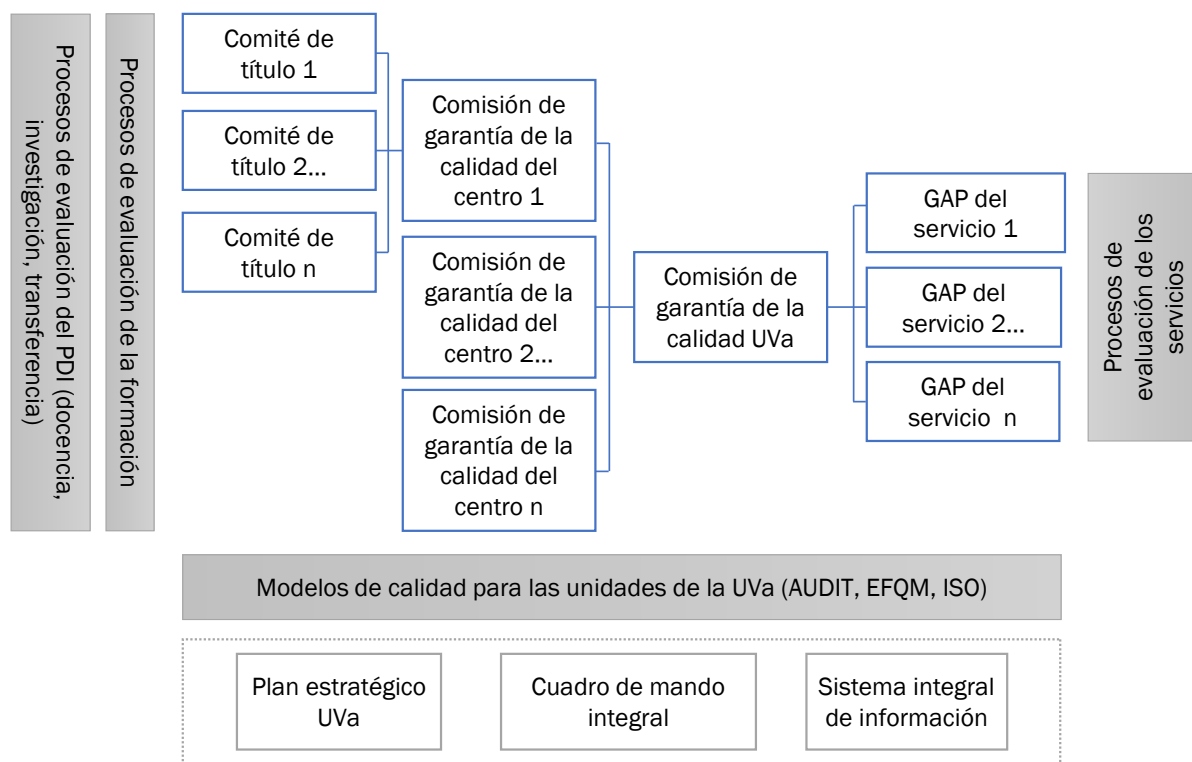 Procesos de evaluación del PDI (docencia,
investigación, transferencia)
Procesos de evaluación de la formación
Comité de
título 1
Comité de
título 2...
Comité de
título n
Comisión de
garantía de la
calidad del
centro 1
Comisión de
garantía de la
calidad del
centro 2...
Comisión de
garantía de la
calidad del
centro n
Comisión de
garantía de la
calidad UVa
GAP del
servicio 1
GAP del
servicio 2...
GAP del
servicio n
Procesos de
evaluación de los
servicios
Modelos de calidad para las unidades de la UVa (AUDIT, EFQM, ISO)
Plan estratégico
UVa
Cuadro de mando
integral
Sistema integral
de información